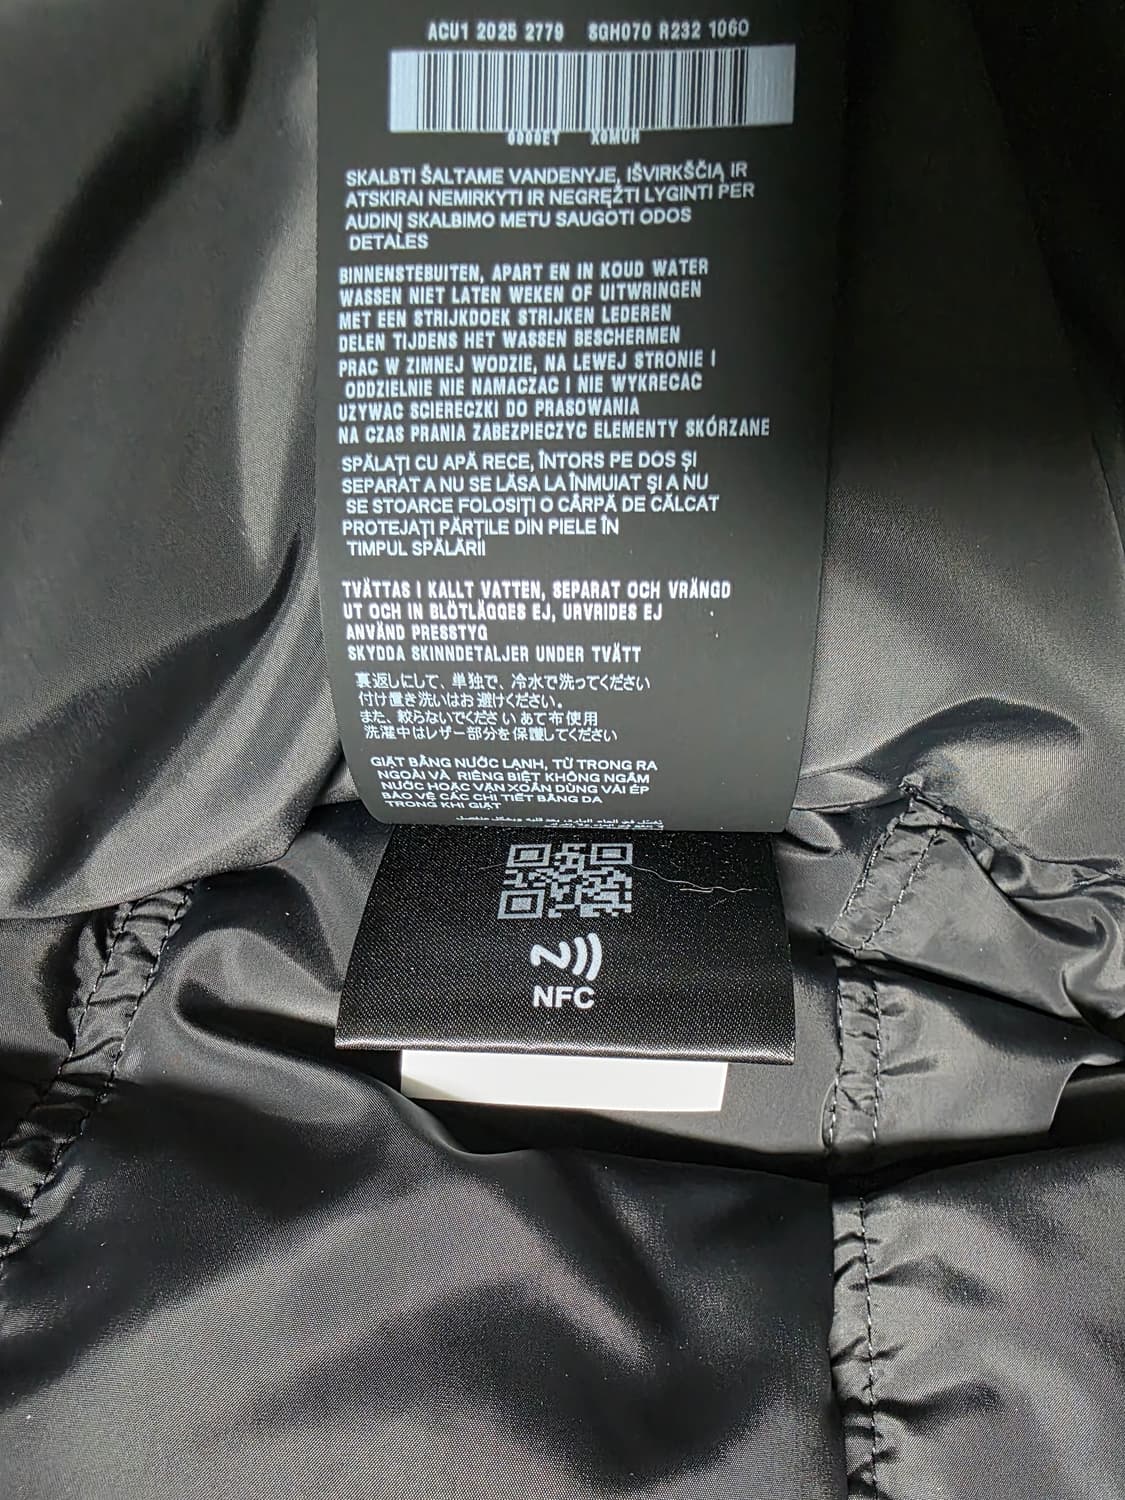 ACU1 2025 2779 SGH070 R232 1060
0000ET X0MUH
SKALBTI ŠALTAME VANDENYJE, IŠVIRKŠČIĄ IR
ATSKIRAI NEMIRKYTI IR NEGRĘŽTI LYGINTI PER
AUDINĮ SKALBIMO METU SAUGOTI ODOS
DETALES
BINNENSTEBUITEN, APART EN IN KOUD WATER
WASSEN NIET LATEN WEKEN OF UITWRINGEN
MET EEN STRIJKDOEK STRIJKEN LEDEREN
DELEN TIJDENS HET WASSEN BESCHERMEN
PRAC W ZIMNEJ WODZIE, NA LEWEJ STRONIE I
ODDZIELNIE NIE NAMACZAC I NIE WYKRECAC
UZYWAC SCIERECZKI DO PRASOWANIA
NA CZAS PRANIA ZABEZPIECZYC ELEMENTY SKÓRZANE
SPĂLAȚI CU APĂ RECE, ÎNTORS PE DOS ȘI
SEPARAT A NU SE LĂSA LA ÎNMUIAT ȘI A NU
SE STOARCE FOLOSIȚI O CÂRPĂ DE CĂLCAT
PROTEJAȚI PĂRȚILE DIN PIELE ÎN
TIMPUL SPĂLĂRII
TVÄTTAS I KALLT VATTEN, SEPARAT OCH VRÄNGD
UT OCH IN BLÖTLÄGGES EJ, URVRIDES EJ
ANVÄND PRESSTYG
SKYDDA SKINNDETALJER UNDER TVÄTT
裏返しにして、単独で、冷水で洗ってください
付け置き洗いはお避けください。
また、絞らないでください あて布使用
洗濯中はレザー部分を保護してください
GIẶT BẰNG NƯỚC LẠNH, TỪ TRONG RA
NGOÀI VÀ RIÊNG BIỆT KHÔNG NGÂM
NƯỚC HOẶC VẶN XOẮN DÙNG VẢI ÉP
BẢO VỆ CÁC CHI TIẾT BẰNG DA
TRONG KHI GIẶT
NFC